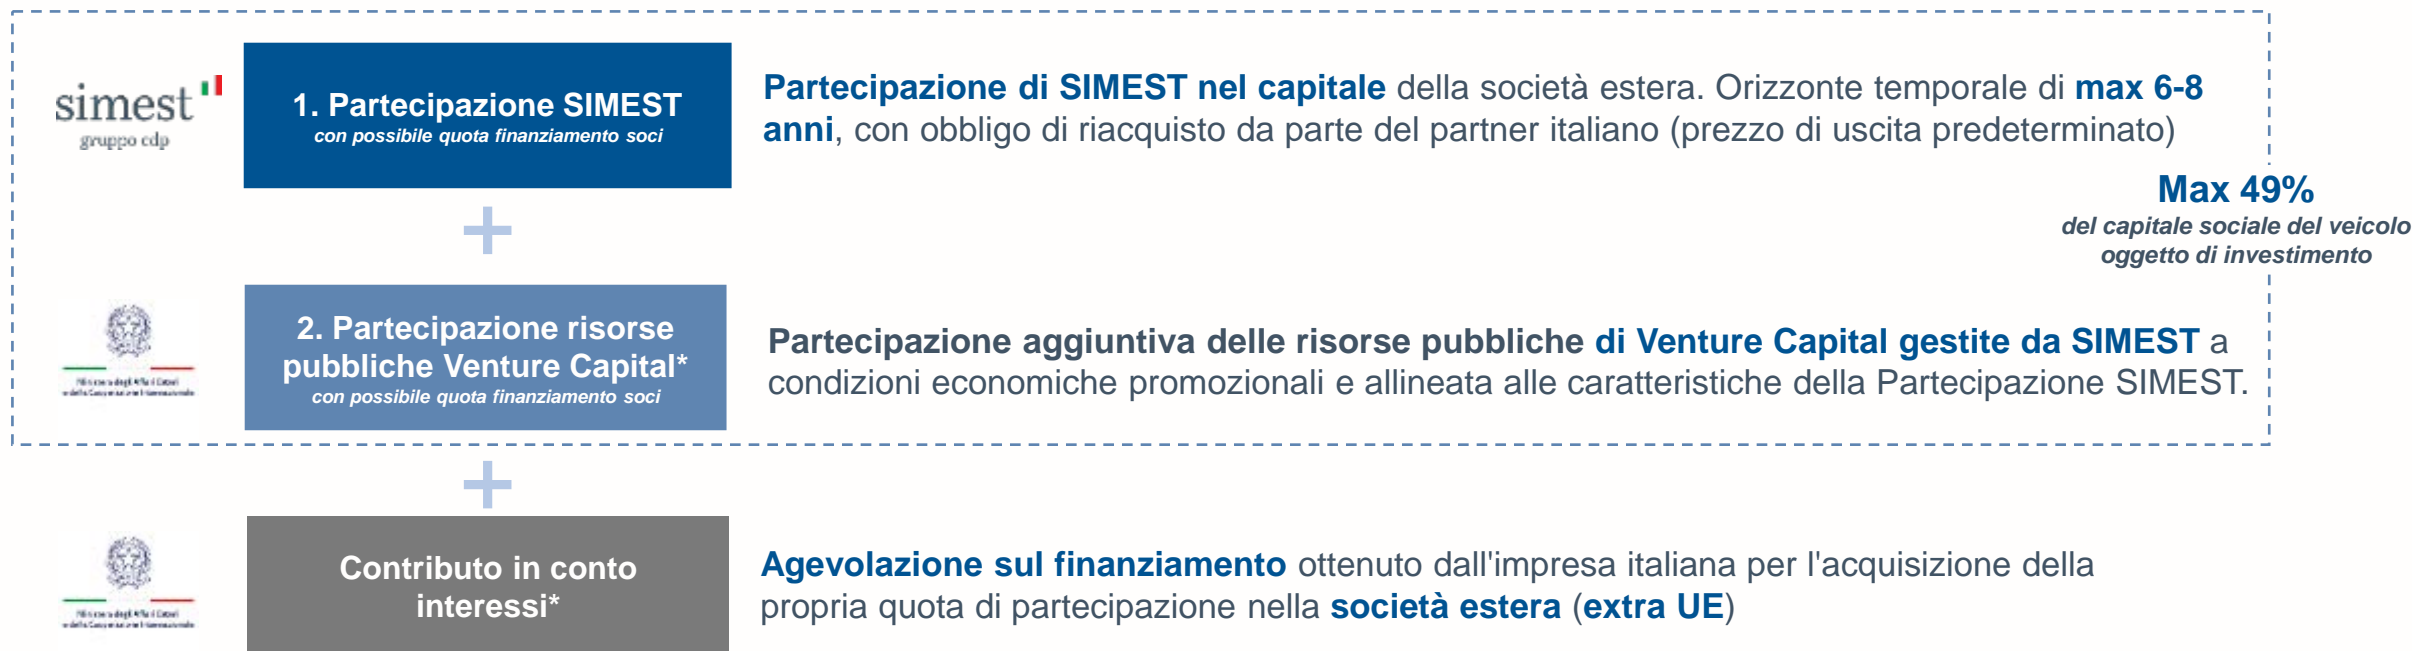 simest
gruppo cdp
1. Partecipazione SIMEST
con possibile quota finanziamento soci
Partecipazione di SIMEST nel capitale della società estera. Orizzonte temporale di max 6-8
anni, con obbligo di riacquisto da parte del partner italiano (prezzo di uscita predeterminato)
Max 49%
del capitale sociale del veicolo
oggetto di investimento
2. Partecipazione risorse
pubbliche Venture Capital*
con possibile quota finanziamento soci
Partecipazione aggiuntiva delle risorse pubbliche di Venture Capital gestite da SIMEST a
condizioni economiche promozionali e allineata alle caratteristiche della Partecipazione SIMEST.
Contributo in conto
interessi*
Agevolazione sul finanziamento ottenuto dall'impresa italiana per l'acquisizione della
propria quota di partecipazione nella società estera (extra UE)